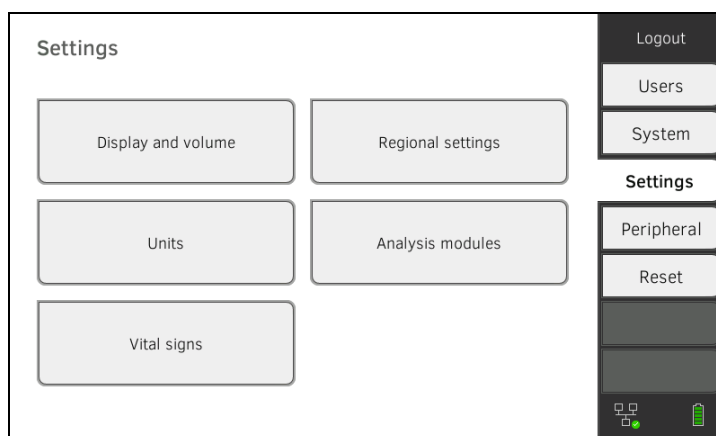 Settings
Display and volume
Regional settings
Units
Analysis modules
Vital signs
Logout
Users
System
Settings
Peripheral
Reset